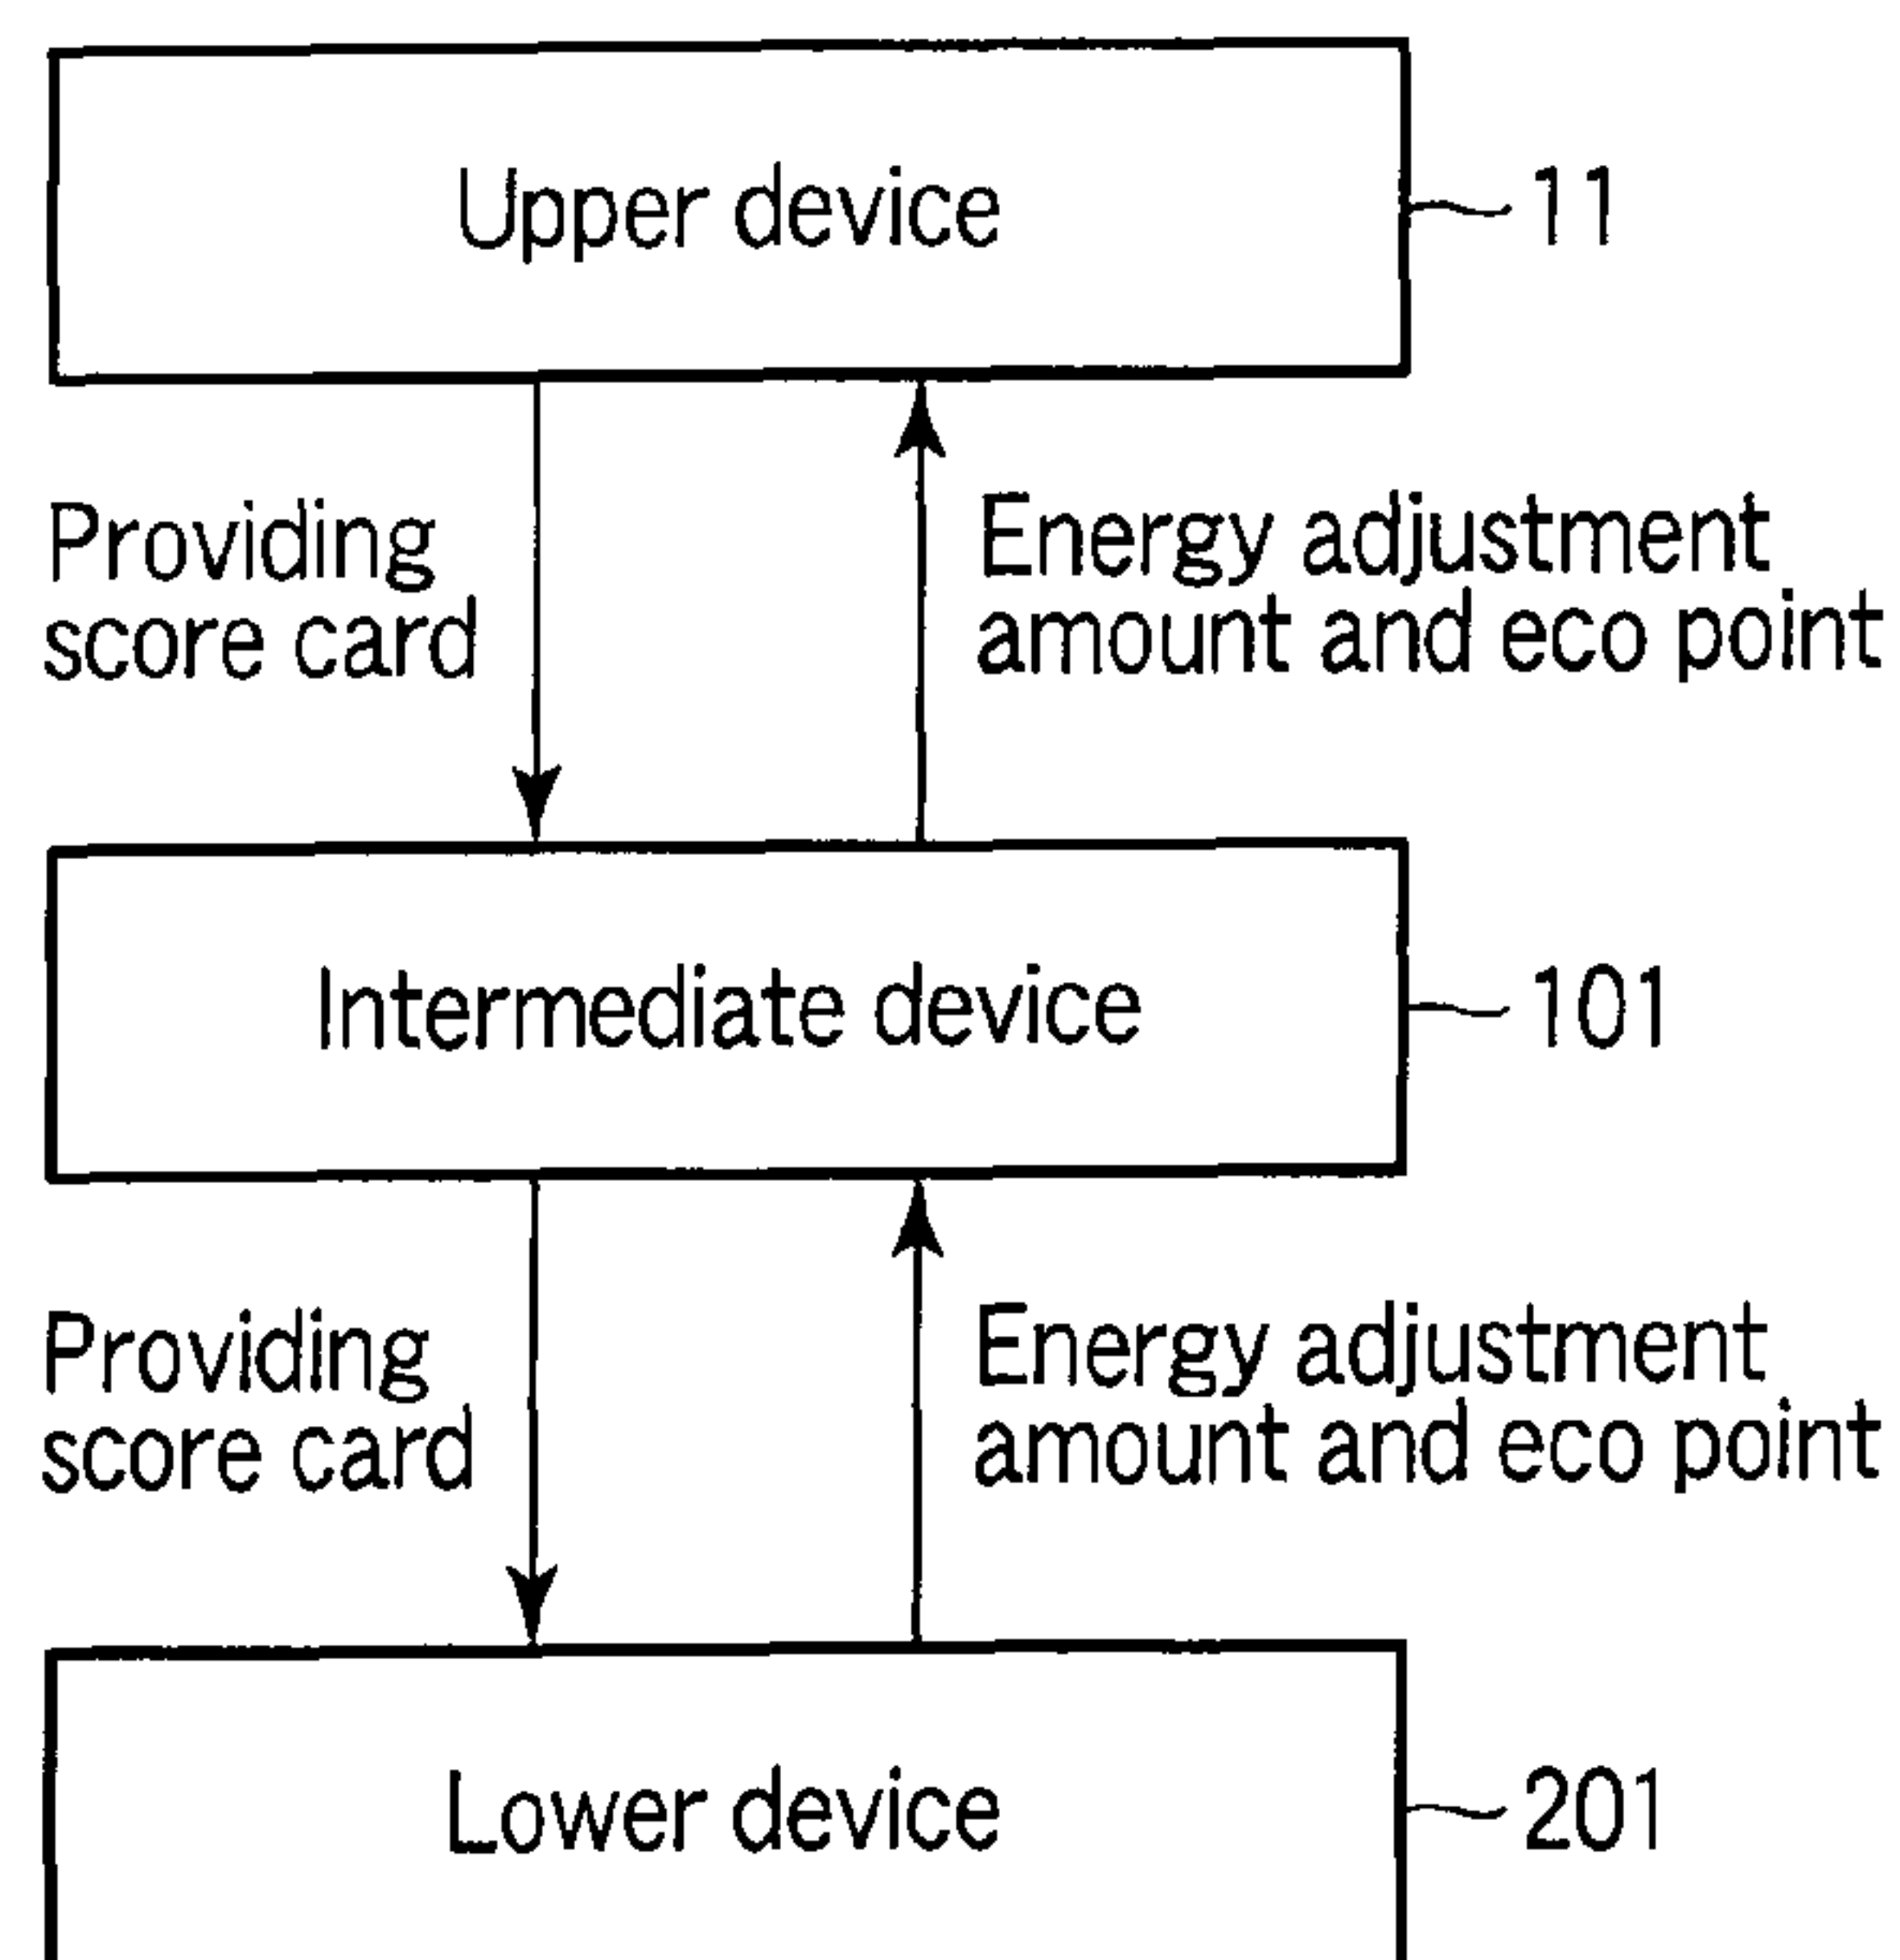 Upper device
11
Providing
score card
Energy adjustment
amount and eco point
Intermediate device
101
Providing
score card
Energy adjustment
amount and eco point
Lower device
201